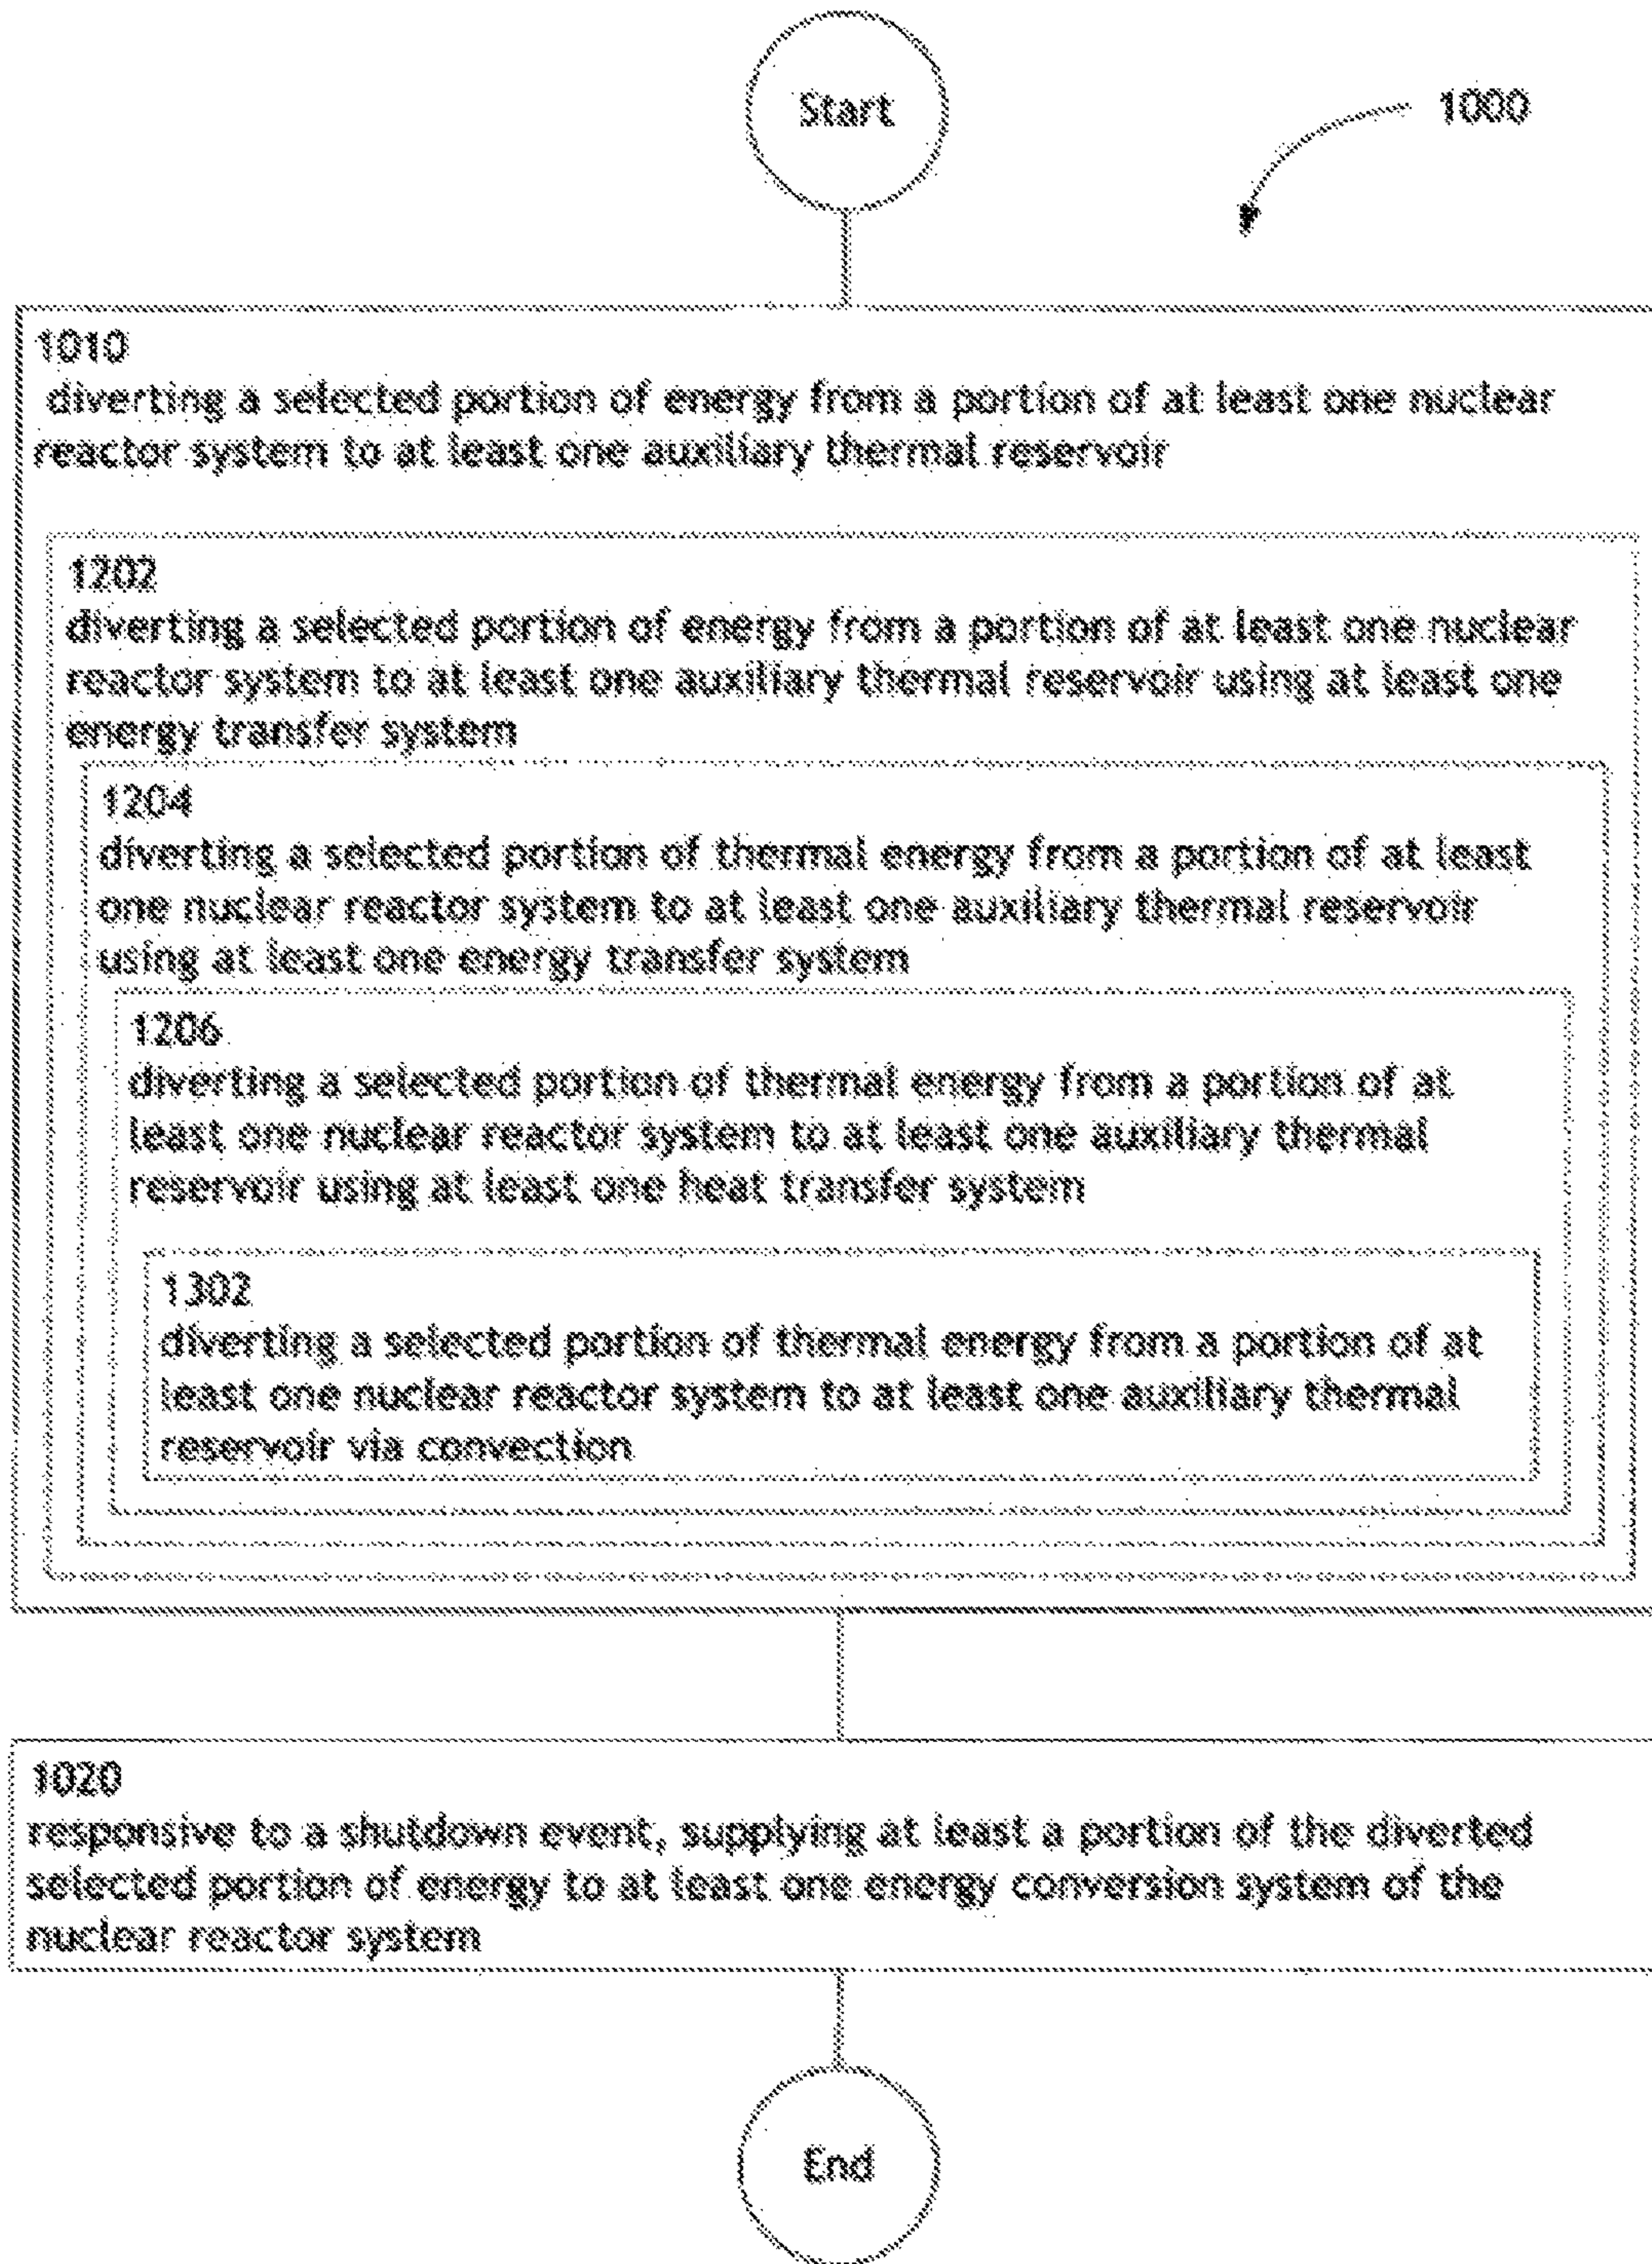 Start
1000
1010
diverting a selected portion of energy from a portion of at least one nuclear
reactor system to at least one auxiliary thermal reservoir
1202
diverting a selected portion of energy from a portion of at least one nuclear
reactor system to at least one auxiliary thermal reservoir using at least one
energy transfer system
1204
diverting a selected portion of thermal energy from a portion of at least
one nuclear reactor system to at least one auxiliary thermal reservoir
using at least one energy transfer system
1206
diverting a selected portion of thermal energy from a portion of at
least one nuclear reactor system to at least one auxiliary thermal
reservoir using at least one heat transfer system
1302
diverting a selected portion of thermal energy from a portion of at
least one nuclear reactor system to at least one auxiliary thermal
reservoir via convection
1020
responsive to a shutdown event, supplying at least a portion of the diverted
selected portion of energy to at least one energy conversion system of the
nuclear reactor system
End